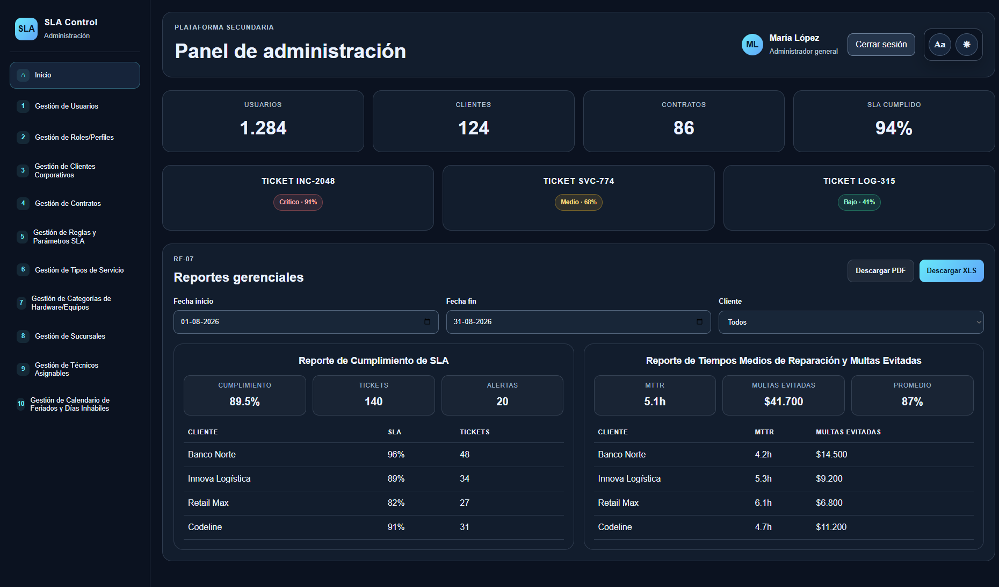 SLA
SLA Control
Administración
Inicio
1 Gestión de Usuarios
2 Gestión de Roles/Perfiles
3 Gestión de Clientes
Corporativos
4 Gestión de Contratos
5 Gestión de Reglas y
Parámetros SLA
6 Gestión de Tipos de Servicio
7 Gestión de Categorías de
Hardware/Equipos
8 Gestión de Sucursales
9 Gestión de Técnicos
Asignables
10 Gestión de Calendario de
Feriados y Días Inhábiles
PLATAFORMA SECUNDARIA
Panel de administración
ML
María López
Administrador general
Cerrar sesión
Aa
USUARIOS
1.284
CLIENTES
124
CONTRATOS
86
SLA CUMPLIDO
94%
TICKET INC-2048
Crítico · 91%
TICKET SVC-774
Medio · 68%
TICKET LOG-315
Bajo · 41%
RF-07
Reportes gerenciales
Descargar PDF
Descargar XLS
Fecha inicio
01-08-2026
Fecha fin
31-08-2026
Cliente
Todos
Reporte de Cumplimiento de SLA
CUMPLIMIENTO
89.5%
TICKETS
140
ALERTAS
20
CLIENTE SLA TICKETS
Banco Norte 96% 48
Innova Logística 89% 34
Retail Max 82% 27
Codeline 91% 31
Reporte de Tiempos Medios de Reparación y Multas Evitadas
MTTR
5.1h
MULTAS EVITADAS
$41.700
PROMEDIO
87%
CLIENTE MTTR MULTAS EVITADAS
Banco Norte 4.2h $14.500
Innova Logística 5.3h $9.200
Retail Max 6.1h $6.800
Codeline 4.7h $11.200